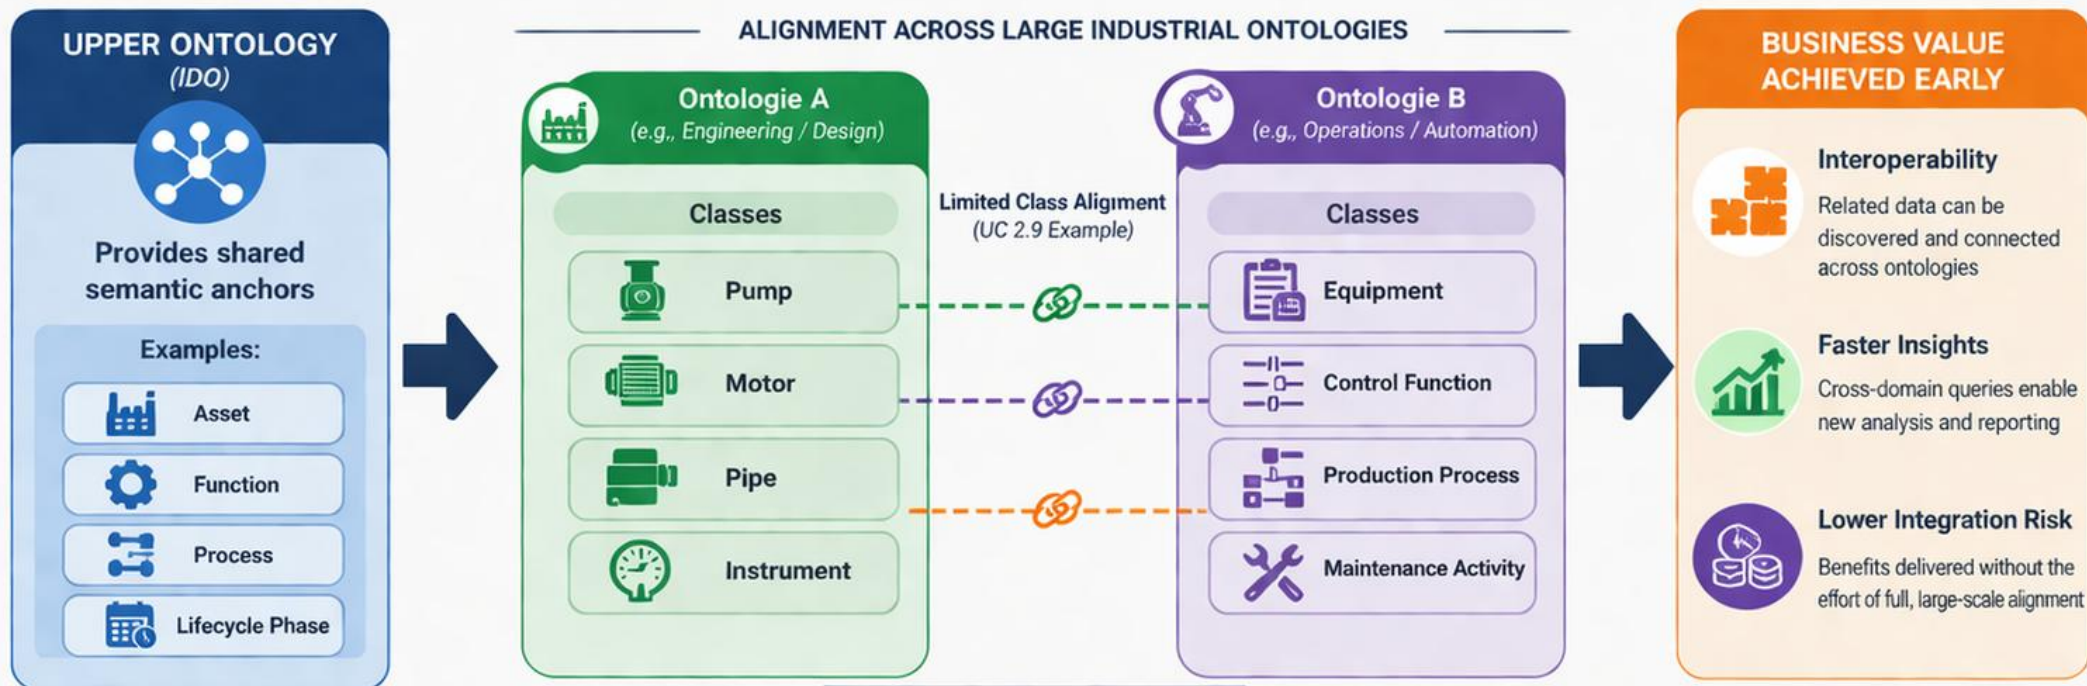 UPPER ONTOLOGY
(IDO)
Provides shared
semantic anchors
Examples:
Asset
Function
Process
Lifecycle Phase
ALIGNMENT ACROSS LARGE INDUSTRIAL ONTOLOGIES
Ontologie A
(e.g,, Engineering / Design)
Classes
Pump
Motor
Pipe
Instrument
Limited Class Aligıment
(UC 2.9 Example)
Ontologie B
(e.g,, Operations / Automation)
Classes
Equipment
Control Function
Production Process
Maintenance Activity
BUSINESS VALUE
ACHIEVED EARLY
Interoperability
Related data can be
discovered and connected
across ontologies
Faster Insights
Cross-domain queries enable
new analysis and reporting
Lower Integration Risk
Benefits delivered without the
effort of full, large-scale alignment